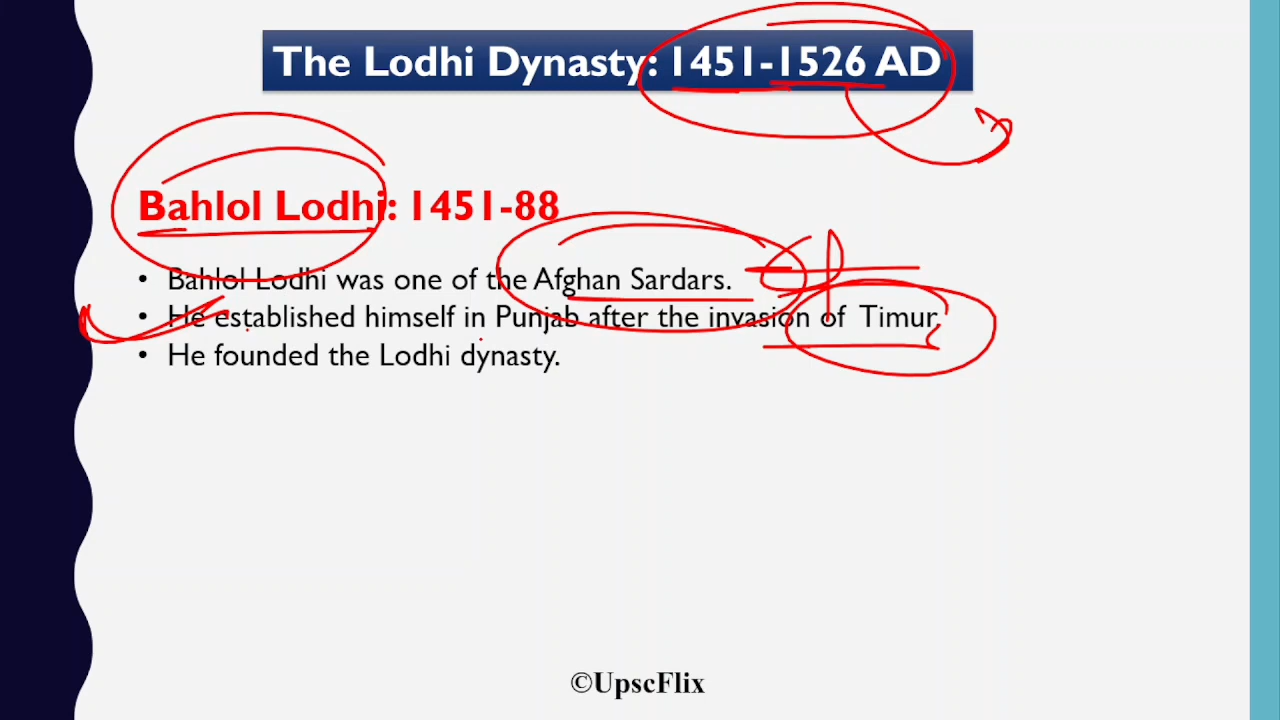 The Lodhi Dynasty: 1451-1526 AD
Bahlol Lodhi: 1451-88
• Bahlol Lodhi was one of the Afghan Sardars.
• He established himself in Punjab after the invasion of Timur.
• He founded the Lodhi dynasty.
©UpscFlix